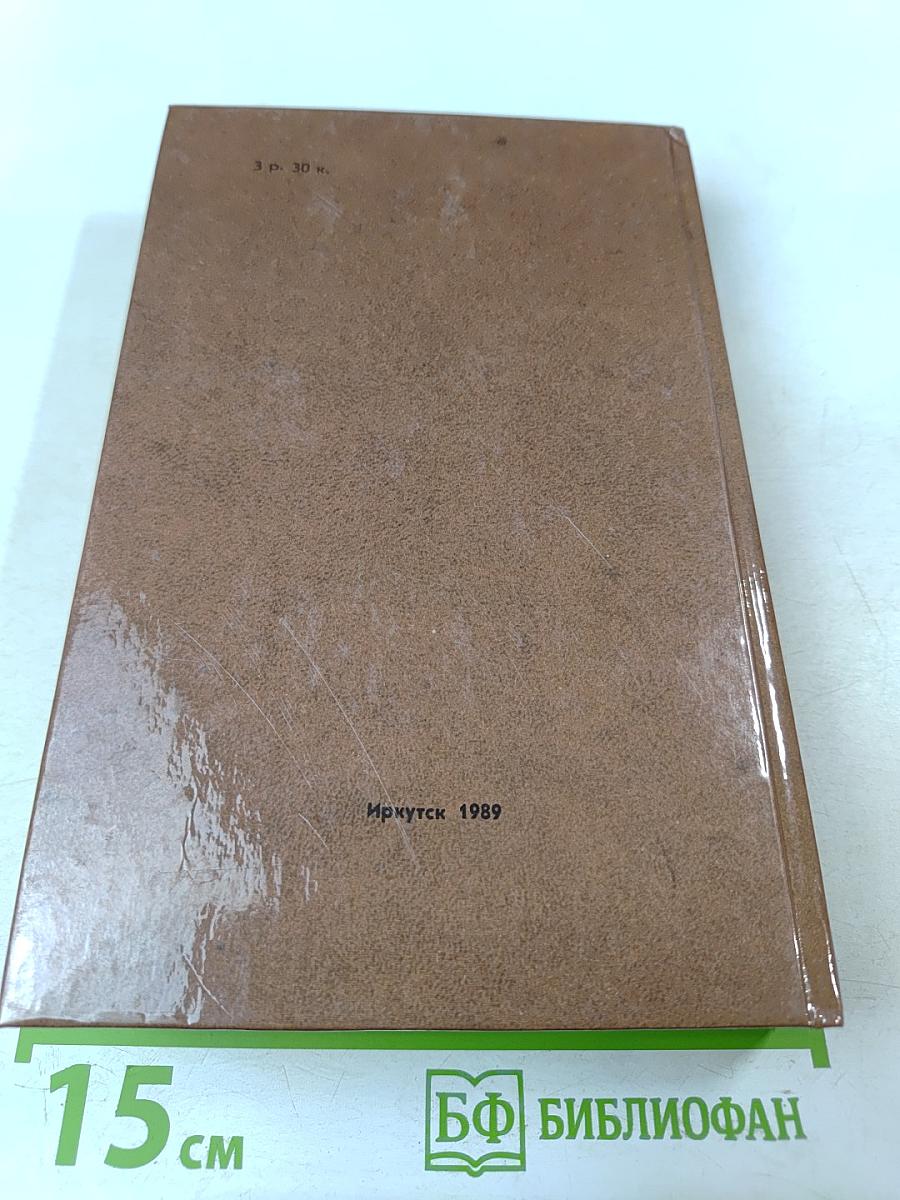 3 р. 30 к.
Иркутск 1989
15 см
БФ БИБЛИОФАН